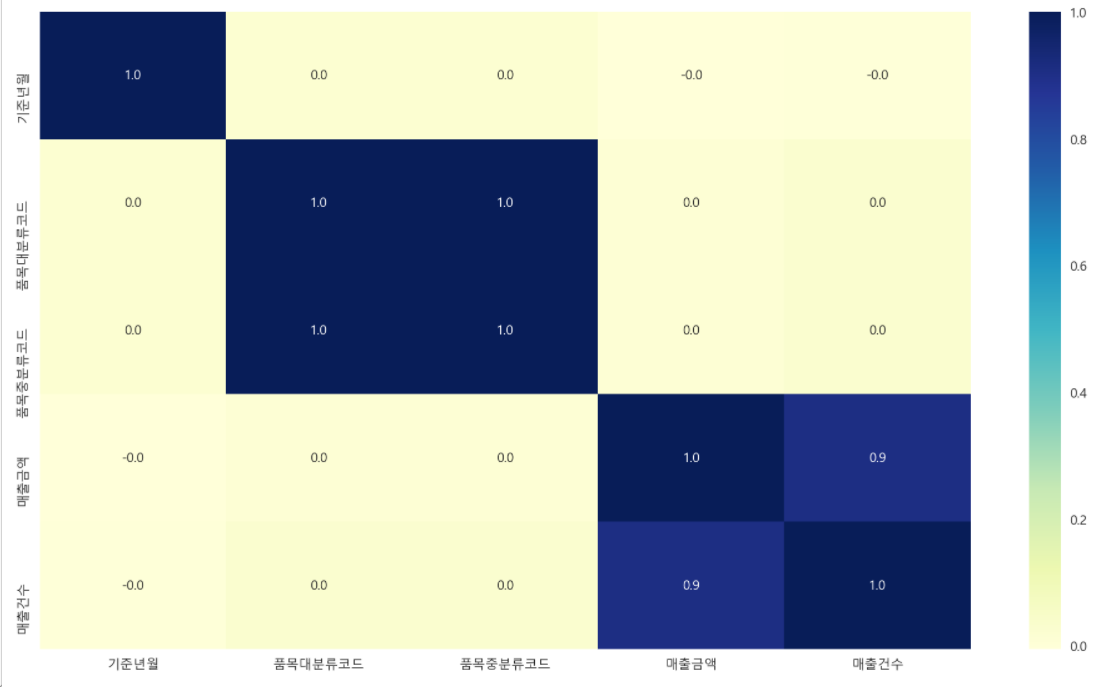 기준년월 1.0 0.0 0.0 -0.0 -0.0
품목대분류코드 0.0 1.0 1.0 0.0 0.0
품목중분류코드 0.0 1.0 1.0 0.0 0.0
매출금액 -0.0 0.0 0.0 1.0 0.9
매출건수 -0.0 0.0 0.0 0.9 1.0
기준년월 품목대분류코드 품목중분류코드 매출금액 매출건수
1.0
0.8
0.6
0.4
0.2
0.0